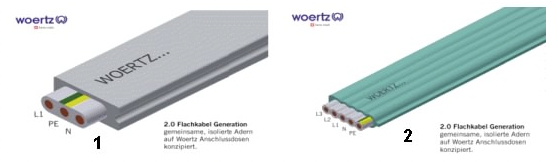 woertz
WOERTZ...
L1
PE
N
2.0 Flachkabel Generation
gemeinsame, isolierte Adern
auf Woertz Anschlussdosen
konzipiert.
1
woertz
WOERTZ...
L3
L2
L1
N
PE
2.0 Flachkabel Generation
gemeinsame, isolierte Adern
auf Woertz Anschlussdosen
konzipiert.
2